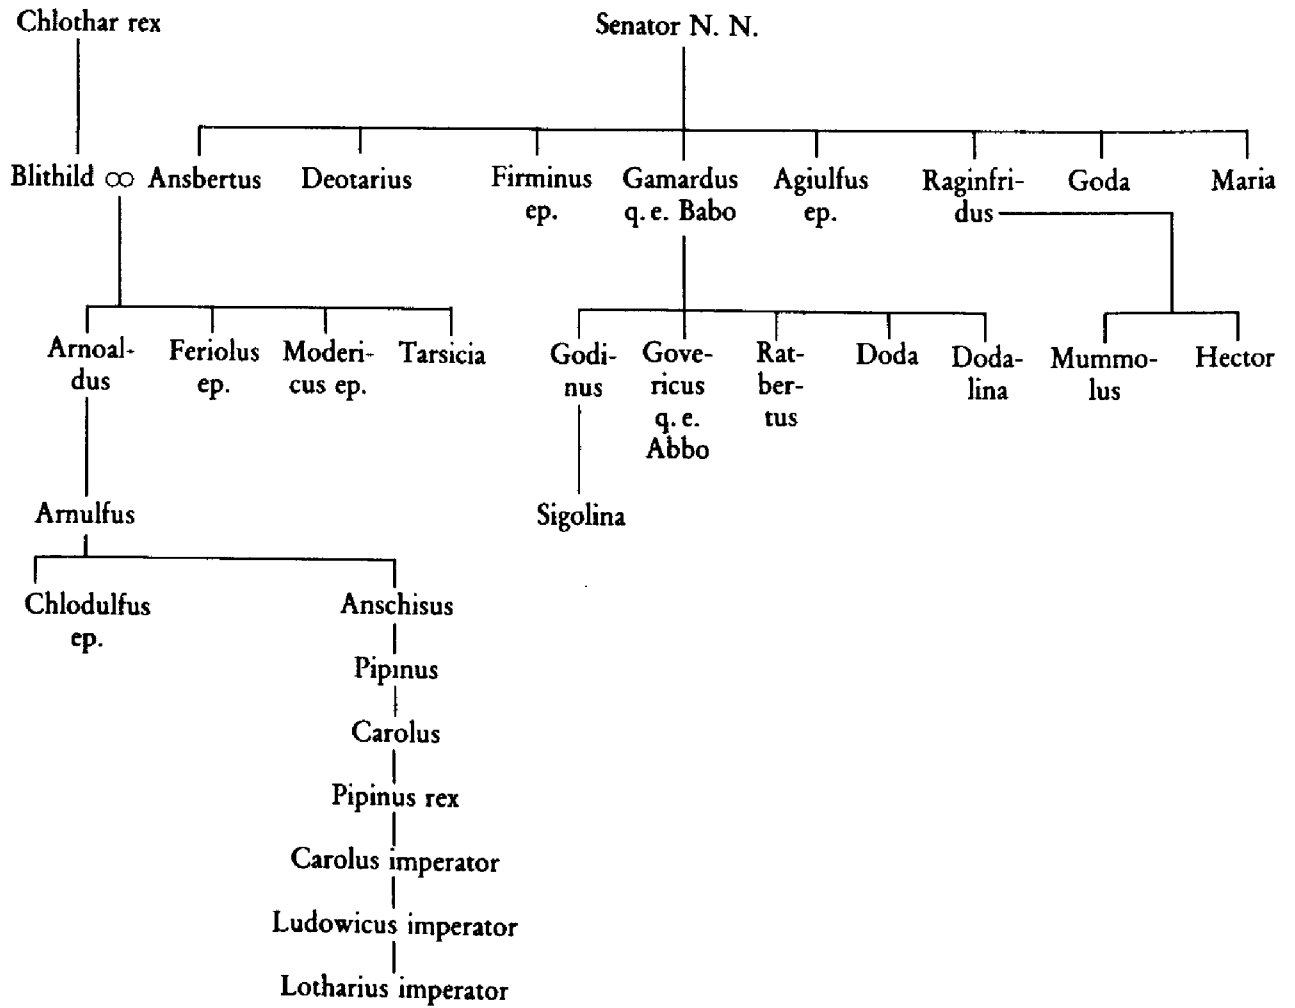 Chlothar rex
Senator N. N.
Blithild ∞ Ansbertus
Deotarius
Firminus
ep.
Gamardus
q. e. Babo
Agiulfus
ep.
Raginfri-
dus
Goda
Maria
Arnoal-
dus
Feriolus
ep.
Moderi-
cus ep.
Tarsicia
Godi-
nus
Gove-
ricus
q. e.
Abbo
Rat-
ber-
tus
Doda
Doda-
lina
Mummo-
lus
Hector
Arnulfus
Sigolina
Chlodulfus
ep.
Anschisus
Pipinus
Carolus
Pipinus rex
Carolus imperator
Ludowicus imperator
Lotharius imperator